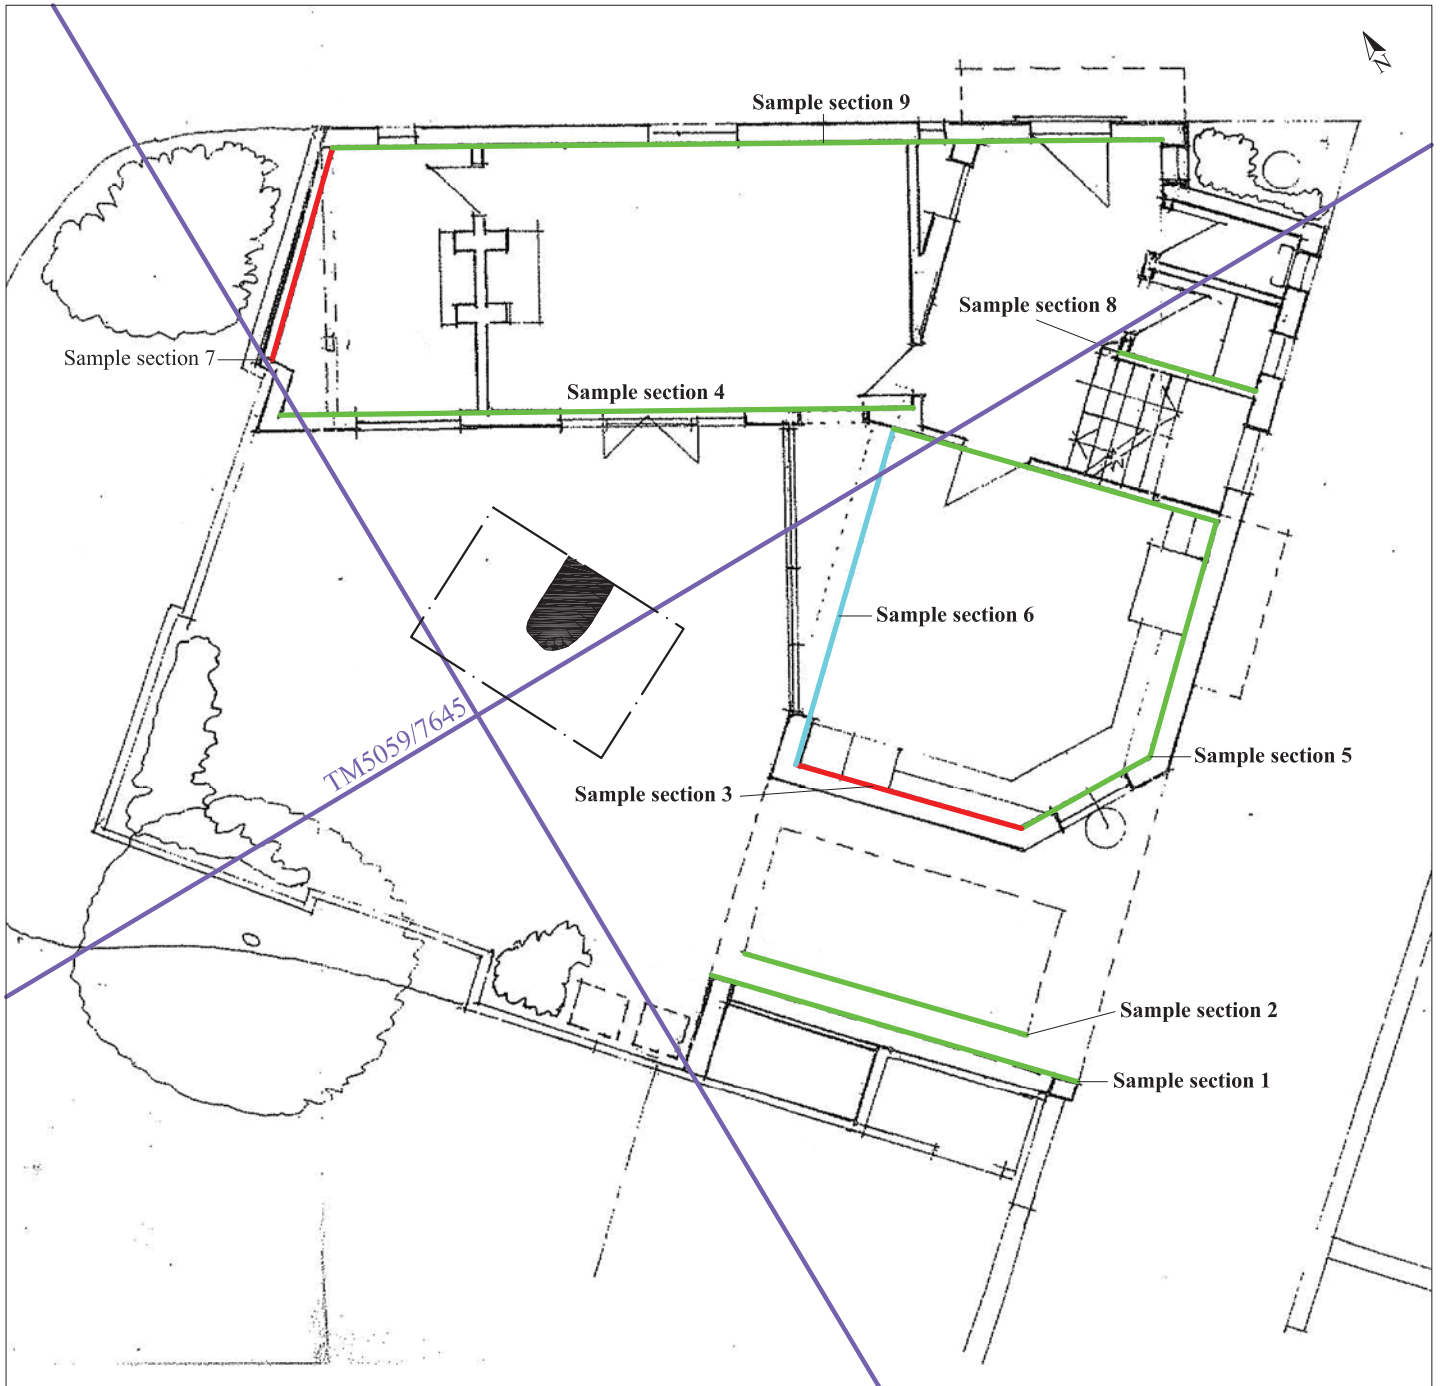 N
Sample section 9
Sample section 8
Sample section 7
Sample section 4
Sample section 6
TM5059/7645
Sample section 5
Sample section 3
Sample section 2
Sample section 1